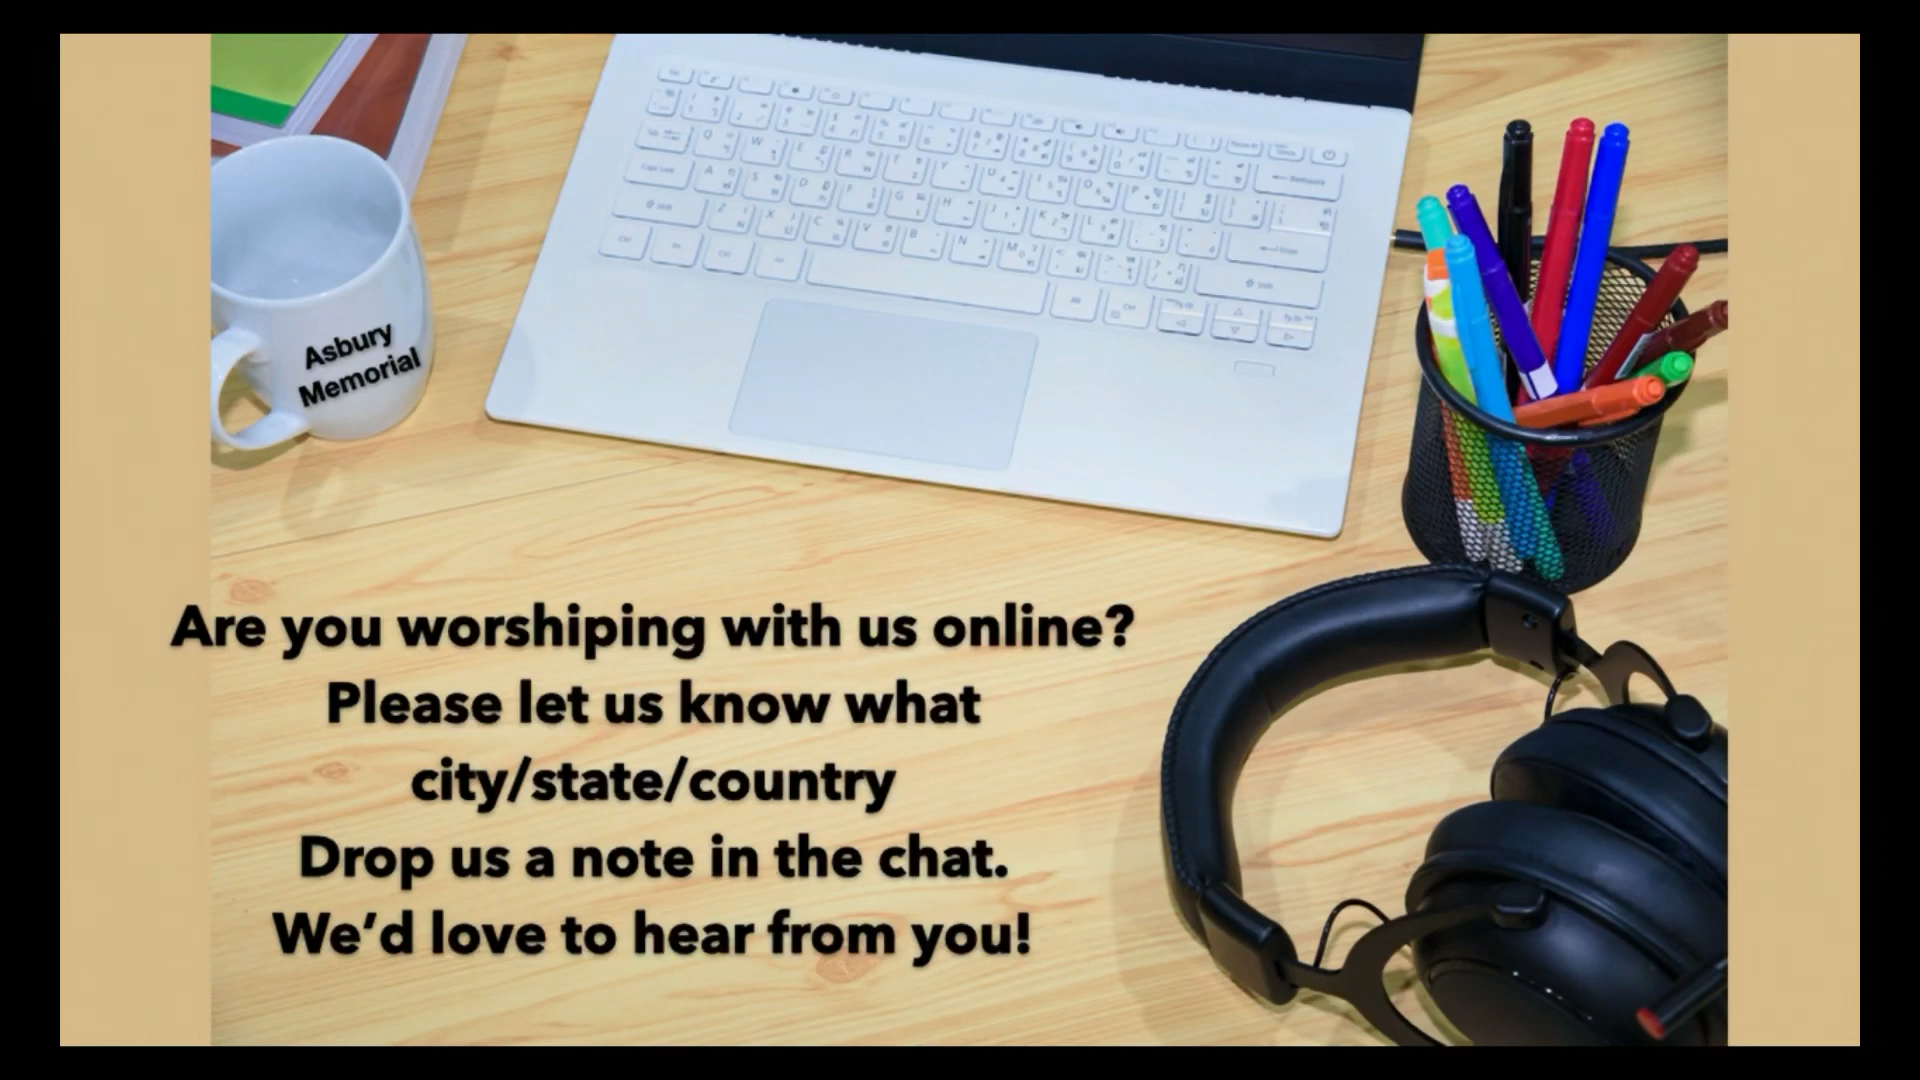 Asbury
Memorial
Are you worshiping with us online?
Please let us know what
city/state/country
Drop us a note in the chat.
We’d love to hear from you!